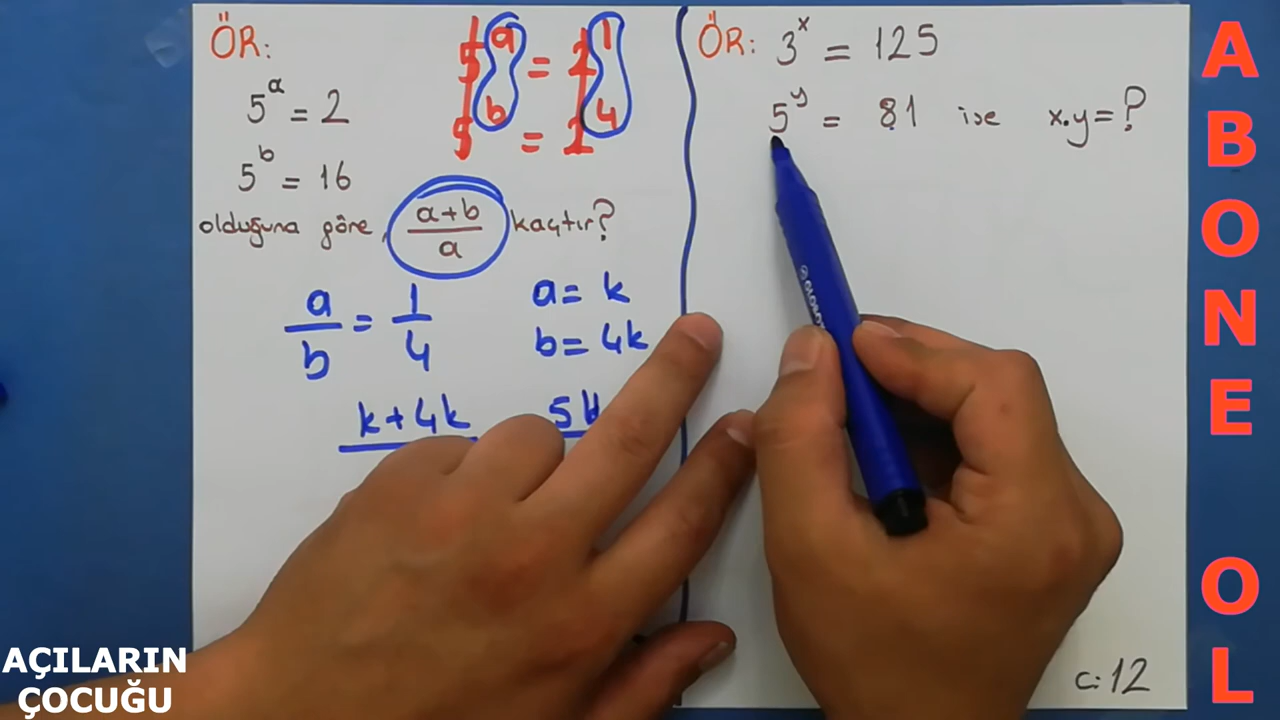 ÖR:
5^a = 2
5^b = 16
olduğuna göre, (a+b)/a kaçtır?
5^a = 2^1
5^b = 2^4
a/b = 1/4
a = k
b = 4k
k+4k
ÖR: 3^x = 125
5^y = 81 ise x.y=?
C:12
ABONE OL
AÇILARIN
ÇOCUĞU